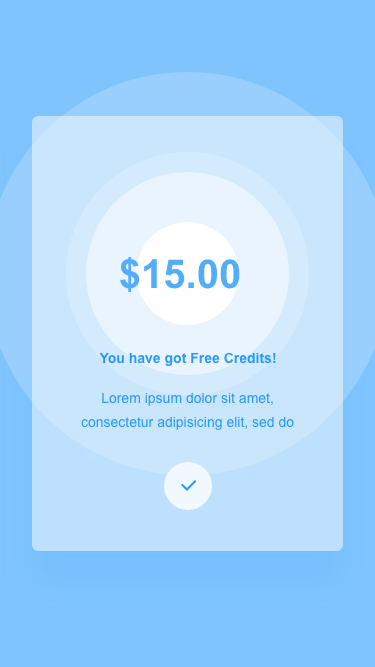 $15.00
You have got Free Credits!
Lorem ipsum dolor sit amet,
consectetur adipisicing elit, sed do